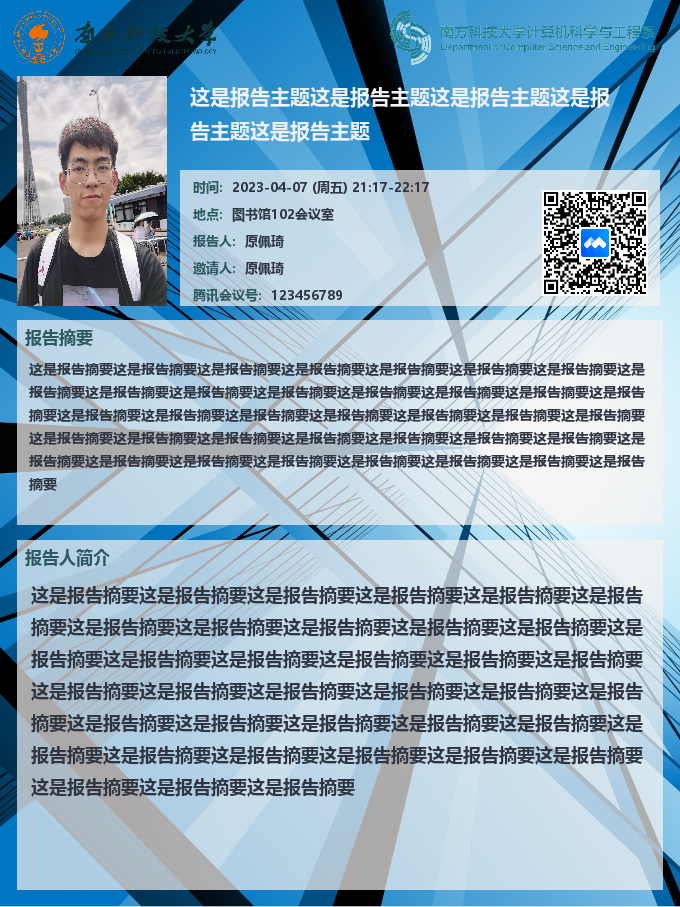 南方科技大学
南方科技大学计算机科学与工程系
Department of Computer Science and Engineering
这是报告主题这是报告主题这是报告主题这是报
告主题这是报告主题
时间: 2023-04-07 (周五) 21:17-22:17
地点: 图书馆102会议室
报告人: 原佩琦
邀请人: 原佩琦
腾讯会议号: 123456789
报告摘要
这是报告摘要这是报告摘要这是报告摘要这是报告摘要这是报告摘要这是报告摘要这是报告摘要这是
报告摘要这是报告摘要这是报告摘要这是报告摘要这是报告摘要这是报告摘要这是报告摘要这是报告
摘要这是报告摘要这是报告摘要这是报告摘要这是报告摘要这是报告摘要这是报告摘要这是报告摘要
这是报告摘要这是报告摘要这是报告摘要这是报告摘要这是报告摘要这是报告摘要这是报告摘要这是
报告摘要这是报告摘要这是报告摘要这是报告摘要这是报告摘要这是报告摘要这是报告摘要这是报告
摘要
报告人简介
这是报告摘要这是报告摘要这是报告摘要这是报告摘要这是报告摘要这是报告
摘要这是报告摘要这是报告摘要这是报告摘要这是报告摘要这是报告摘要这是
报告摘要这是报告摘要这是报告摘要这是报告摘要这是报告摘要这是报告摘要
这是报告摘要这是报告摘要这是报告摘要这是报告摘要这是报告摘要这是报告
摘要这是报告摘要这是报告摘要这是报告摘要这是报告摘要这是报告摘要这是
报告摘要这是报告摘要这是报告摘要这是报告摘要这是报告摘要这是报告摘要
这是报告摘要这是报告摘要这是报告摘要